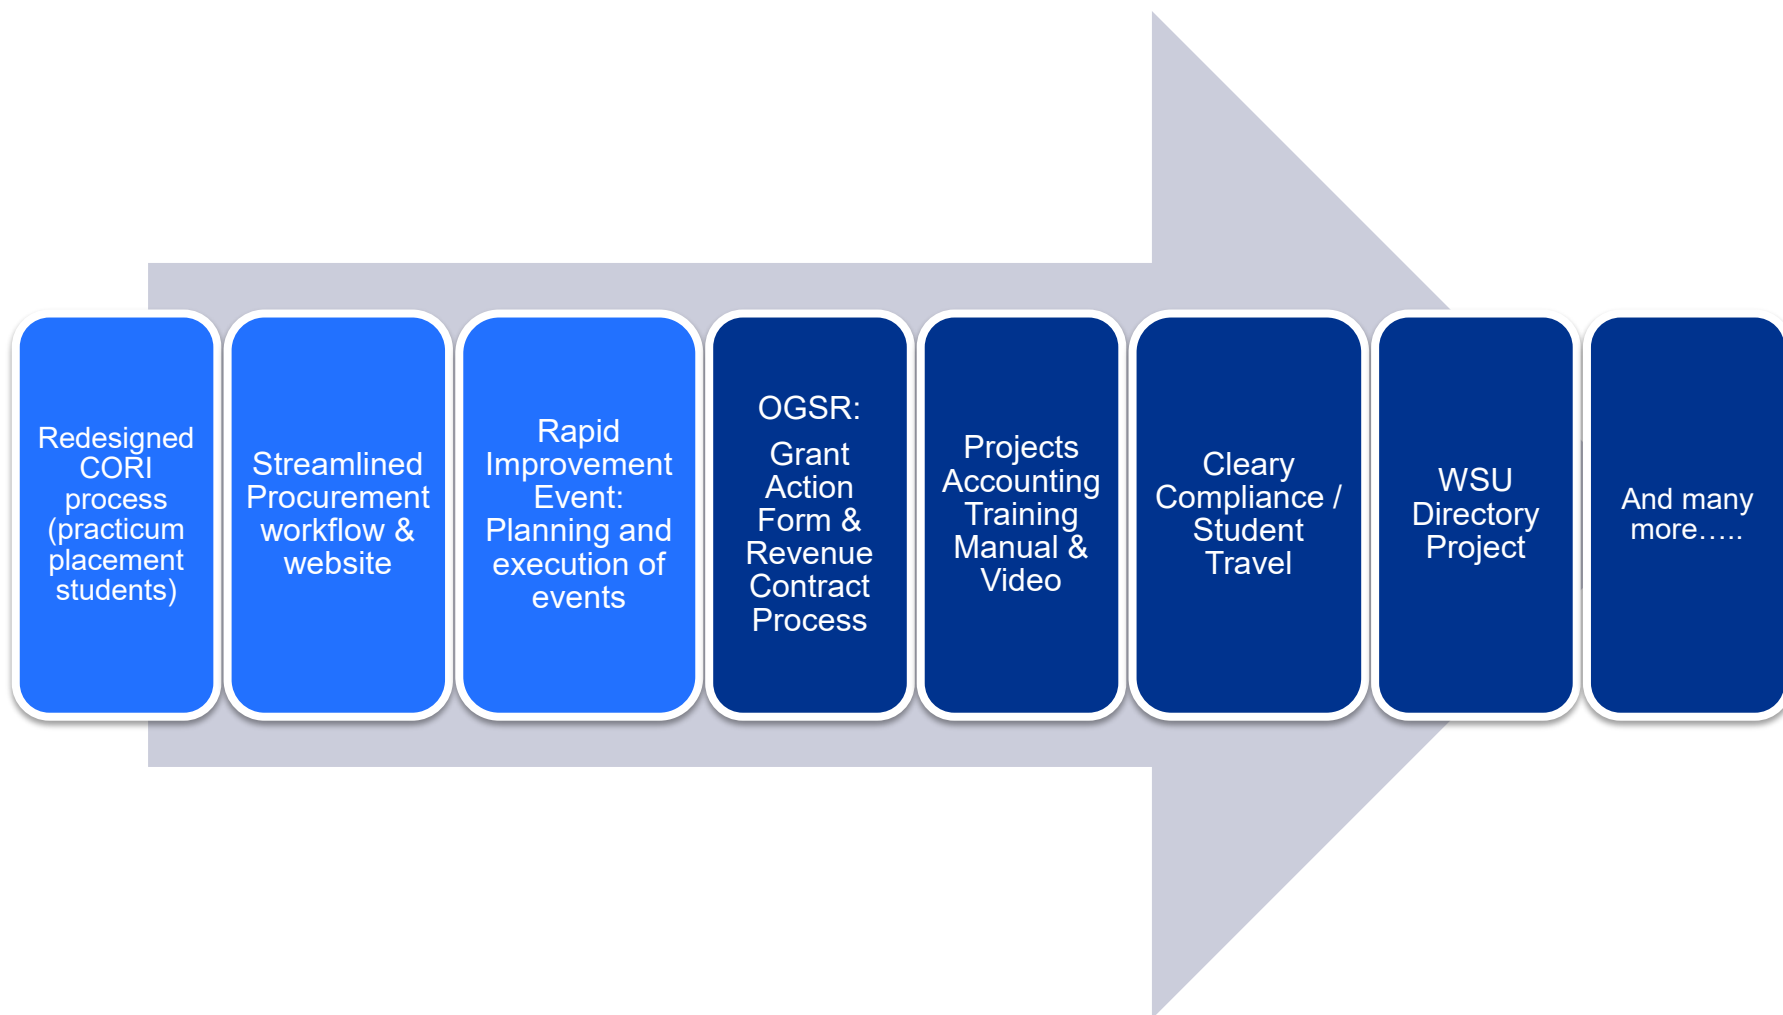 Redesigned
CORI
process
(practicum
placement
students)
Streamlined
Procurement
workflow &
website
Rapid
Improvement
Event:
Planning and
execution of
events
OGSR:
Grant
Action
Form &
Revenue
Contract
Process
Projects
Accounting
Training
Manual &
Video
Cleary
Compliance /
Student
Travel
WSU
Directory
Project
And many
more…..